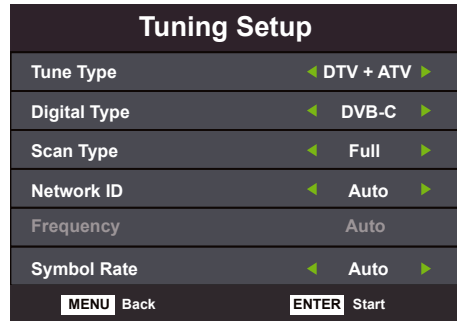 Tuning Setup
Tune Type DTV + ATV
Digital Type DVB-C
Scan Type Full
Network ID Auto
Frequency Auto
Symbol Rate Auto
MENU Back ENTER Start